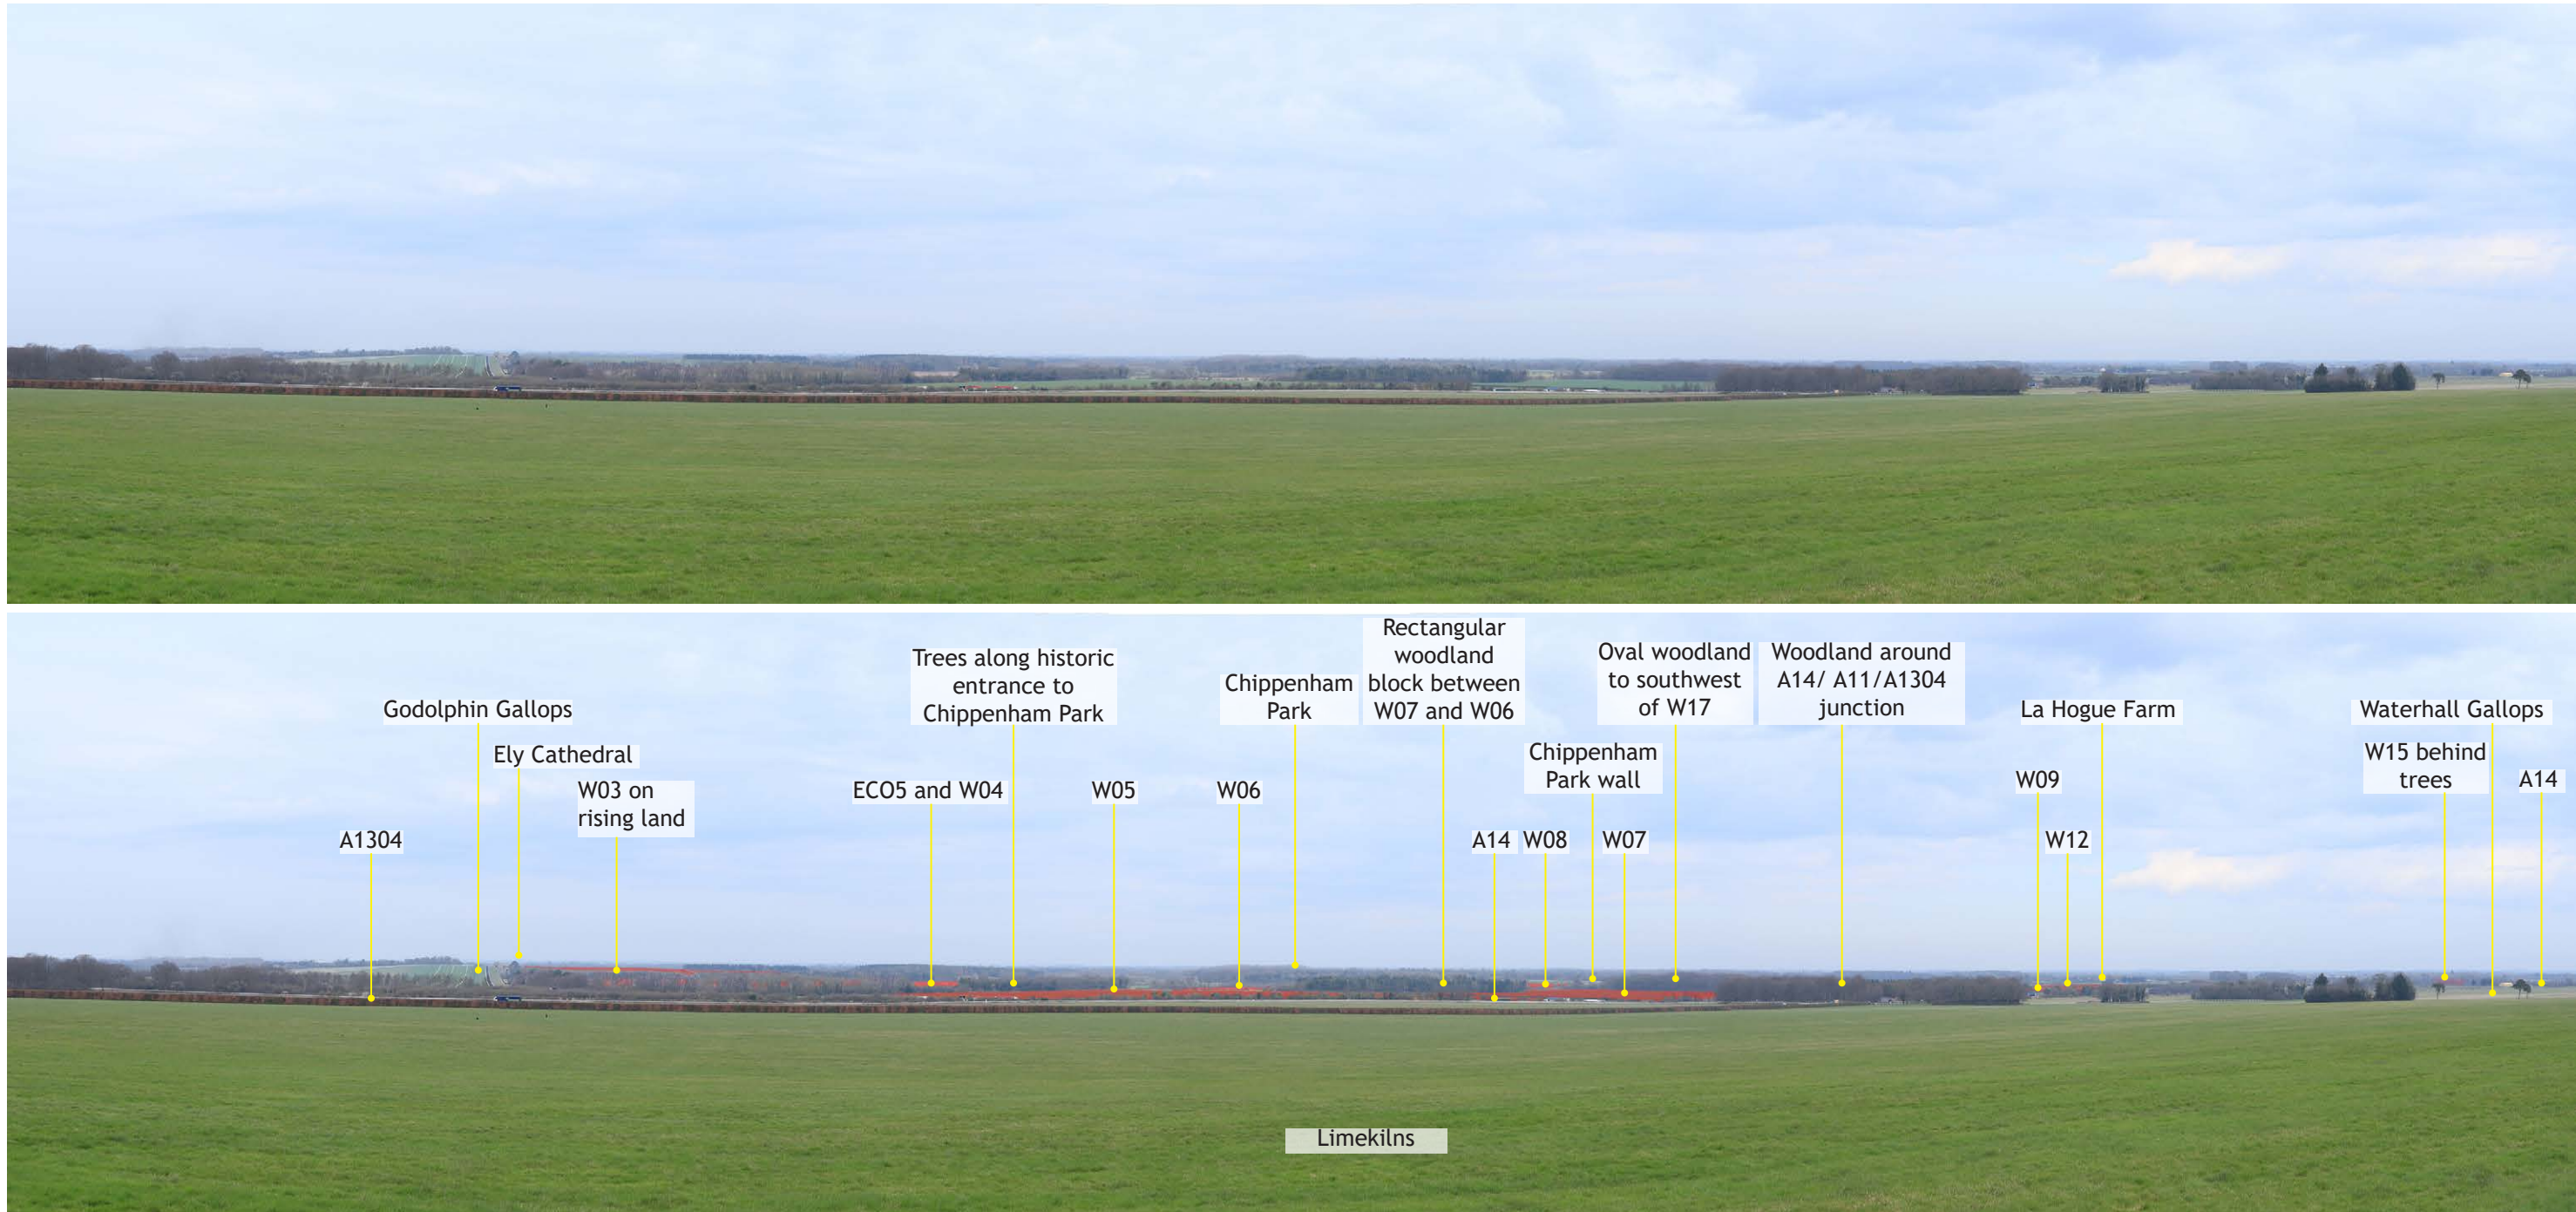 Godolphin Gallops
Ely Cathedral
W03 on
rising land
A1304
Trees along historic
entrance to
Chippenham Park
ECO5 and W04
W05
W06
Chippenham
Park
Rectangular
woodland
block between
W07 and W06
A14
W08
Chippenham
Park wall
W07
Oval woodland
to southwest
of W17
Woodland around
A14/ A11/A1304
junction
W09
W12
La Hogue Farm
Waterhall Gallops
W15 behind
trees
A14
Limekilns